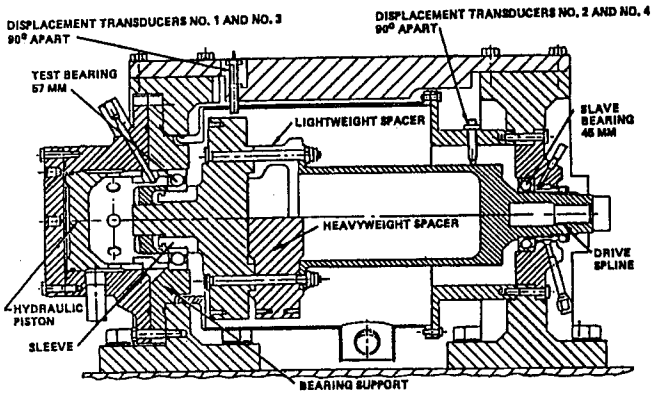 DISPLACEMENT TRANSDUCERS NO. 1 AND NO. 3
90° APART
DISPLACEMENT TRANSDUCERS NO. 2 AND NO. 4
90° APART
TEST BEARING
57 MM
SLAVE
BEARING
45 MM
LIGHTWEIGHT SPACER
HEAVYWEIGHT SPACER
DRIVE
SPLINE
HYDRAULIC
PISTON
SLEEVE
BEARING SUPPORT